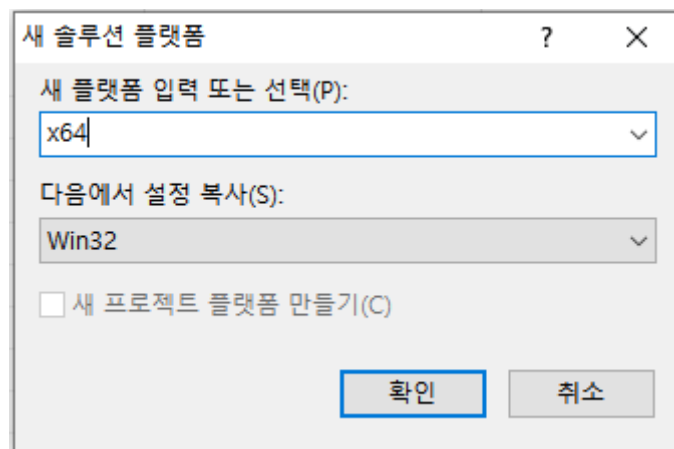 새 솔루션 플랫폼
새 플랫폼 입력 또는 선택(P):
x64
다음에서 설정 복사(S):
Win32
새 프로젝트 플랫폼 만들기(C)
확인 취소